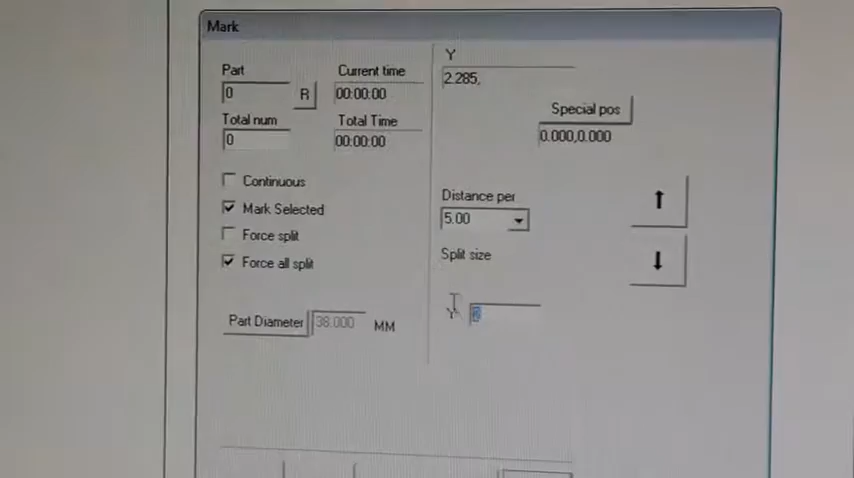 Mark
Part
0
R
Current time
00:00:00
Total num
0
Total Time
00:00:00
Continuous
Mark Selected
Force split
Force all split
Part Diameter
38.000
MM
Y
2.285,
Special pos
0.000,0.000
Distance per
5.00
Split size
Y